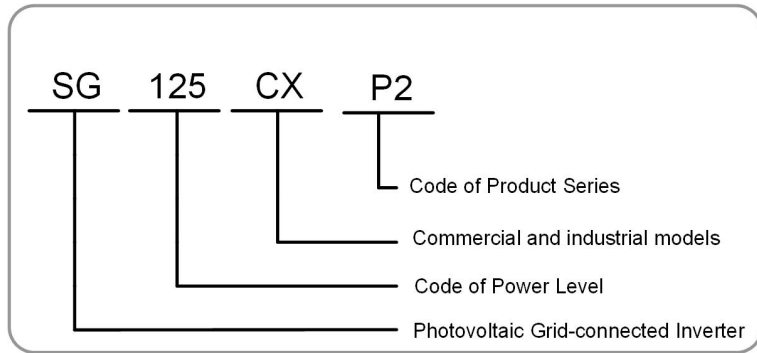 SG 125 CX P2
Code of Product Series
Commercial and industrial models
Code of Power Level
Photovoltaic Grid-connected Inverter